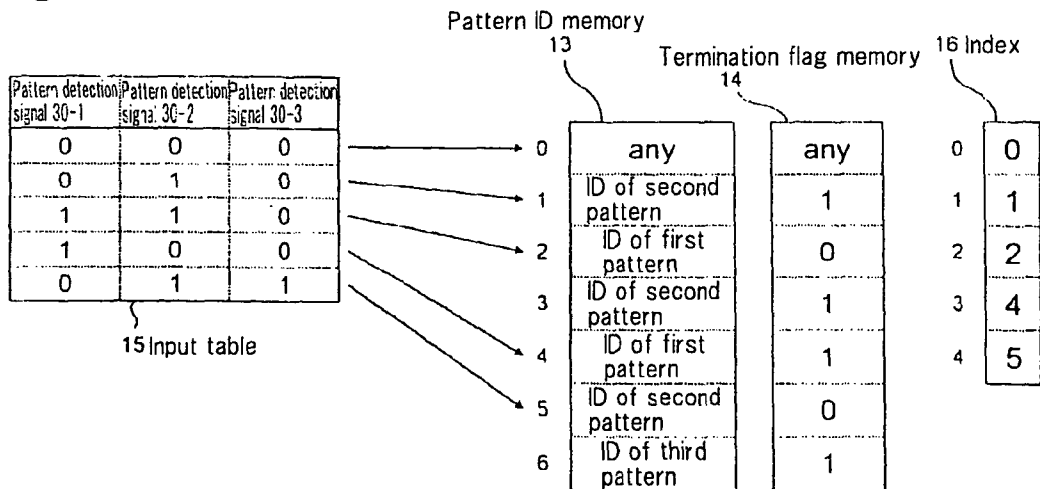 Pattern ID memory
13
Termination flag memory
14
16 Index
Pattern detection signal 30-1 Pattern detection signal 30-2 Pattern detection signal 30-3
0 0 0
0 1 0
1 1 0
1 0 0
0 1 1
15 Input table
0 any any
1 ID of second pattern 1
2 ID of first pattern 0
3 ID of second pattern 1
4 ID of first pattern 1
5 ID of second pattern 0
6 ID of third pattern 1
0 0
1 1
2 2
3 4
4 5